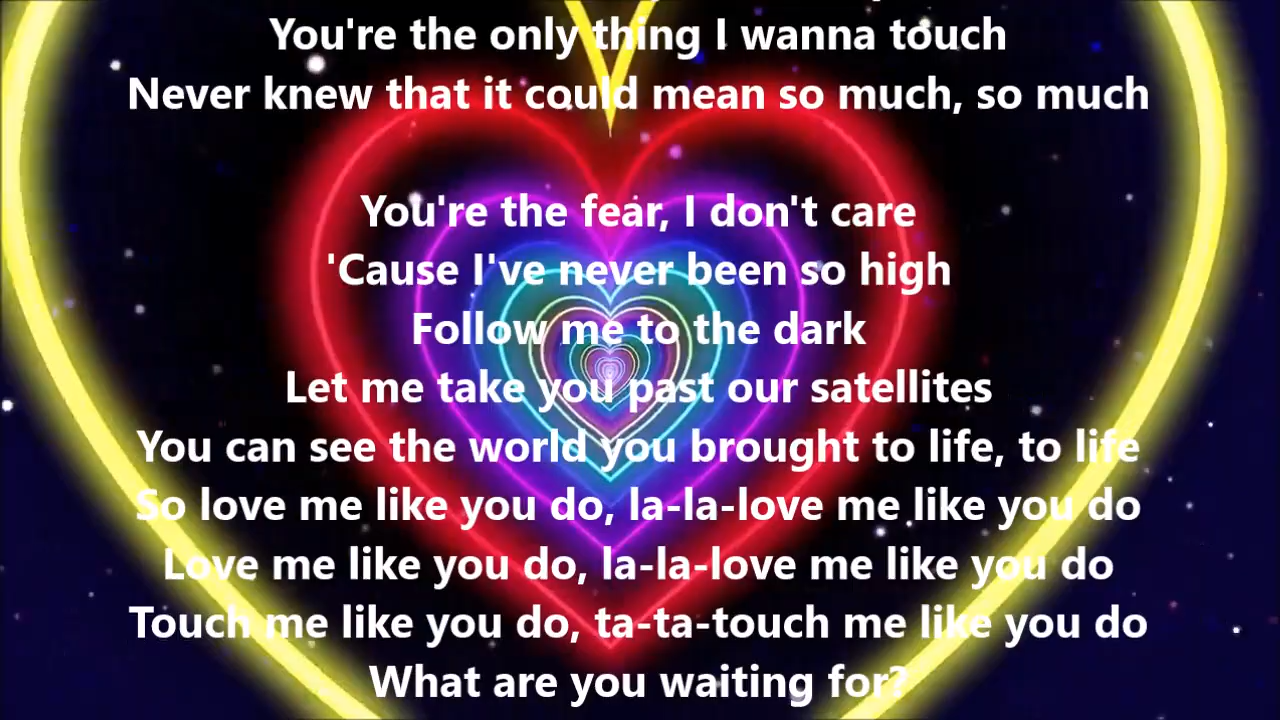 You're the only thing I wanna touch
Never knew that it could mean so much, so much
You're the fear, I don't care
'Cause I've never been so high
Follow me to the dark
Let me take you past our satellites
You can see the world you brought to life, to life
So love me like you do, la-la-love me like you do
Love me like you do, la-la-love me like you do
Touch me like you do, ta-ta-touch me like you do
What are you waiting for?